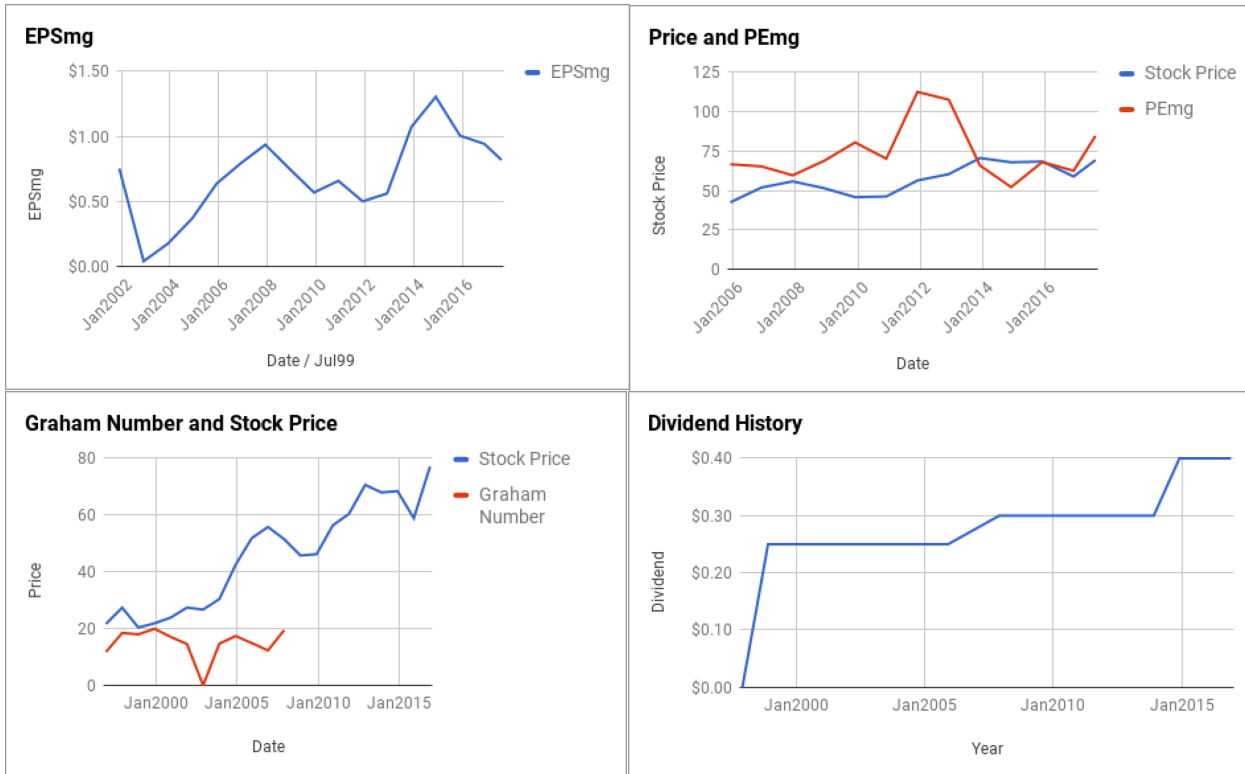 EPSmg
$1.50
$1.00
$0.50
$0.00
EPSmg
Jan2002
Jan2004
Jan2006
Jan2008
Jan2010
Jan2012
Jan2014
Jan2016
Date / Jul99
EPSmg
Price and PEmg
125
100
75
50
25
0
Stock Price
Jan2006
Jan2008
Jan2010
Jan2012
Jan2014
Jan2016
Date
Stock Price
PEmg
Graham Number and Stock Price
80
60
40
20
0
Price
Jan2000
Jan2005
Jan2010
Jan2015
Date
Stock Price
Graham
Number
Dividend History
$0.40
$0.30
$0.20
$0.10
$0.00
Dividend
Jan2000
Jan2005
Jan2010
Jan2015
Year